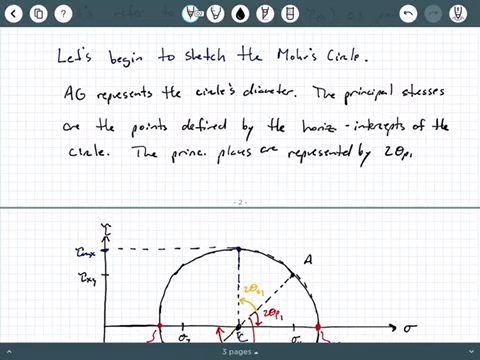 Let's begin to sketch the Mohr's Circle.
AG represents the circle's diameter. The principal stresses
are the points defined by the horiz-intercepts of the
circle. The princ. planes are represented by 2θp1
- 2 -
τ
τmax
τxy
A
2θs1
2θp1
C
σ
3 pages